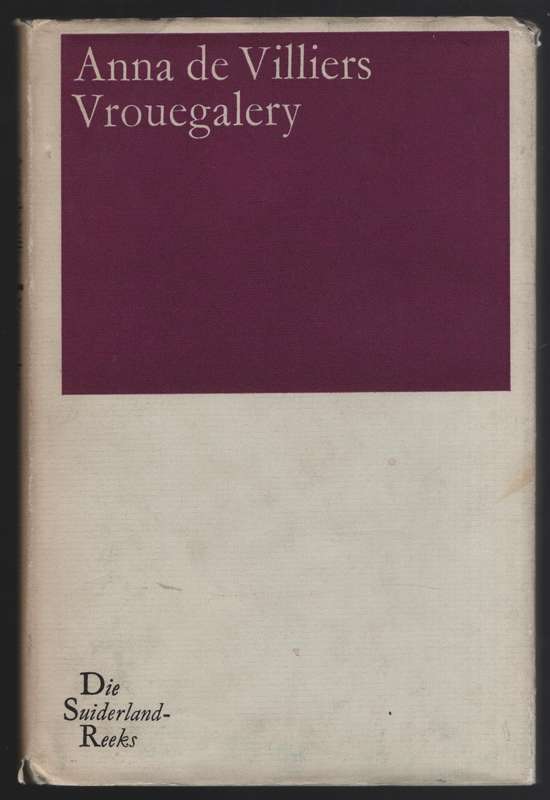 Anna de Villiers
Vrouegalery
Die
Suiderland-
Reeks